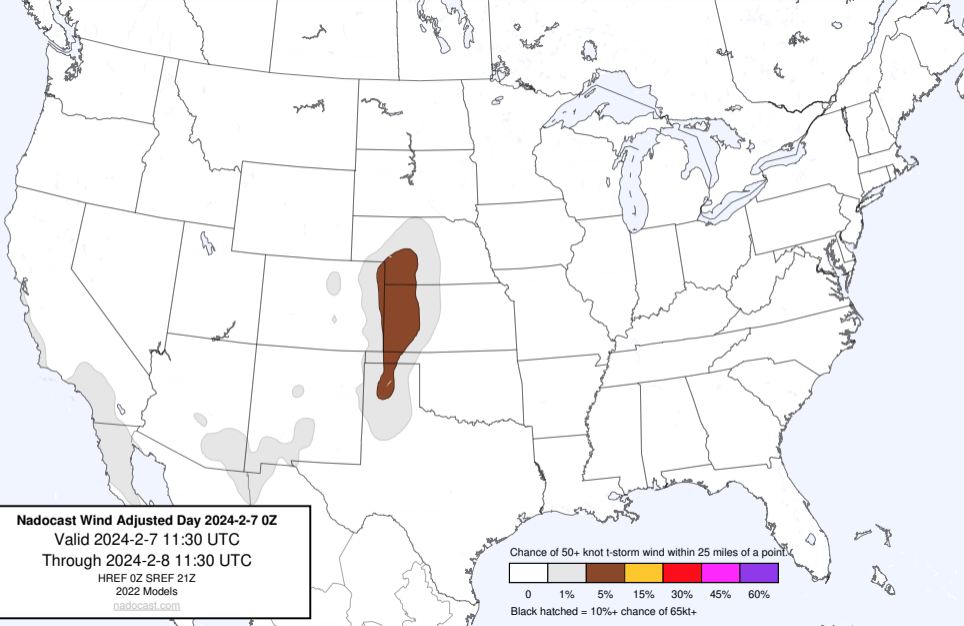 Nadocast Wind Adjusted Day 2024-2-7 0Z
Valid 2024-2-7 11:30 UTC
Through 2024-2-8 11:30 UTC
HREF 0Z SREF 21Z
2022 Models
nadocast.com
Chance of 50+ knot t-storm wind within 25 miles of a point.
0 1% 5% 15% 30% 45% 60%
Black hatched = 10%+ chance of 65kt+